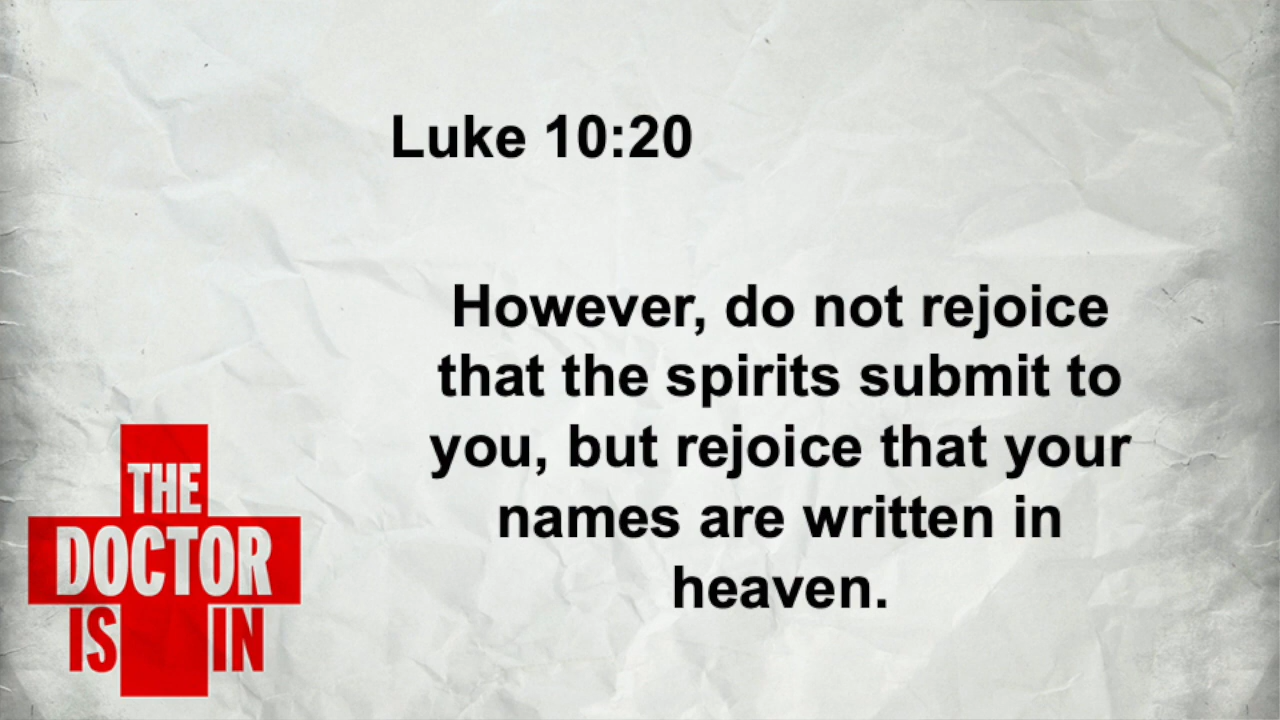 Luke 10:20
However, do not rejoice
that the spirits submit to
you, but rejoice that your
names are written in
heaven.
THE
DOCTOR
IS IN